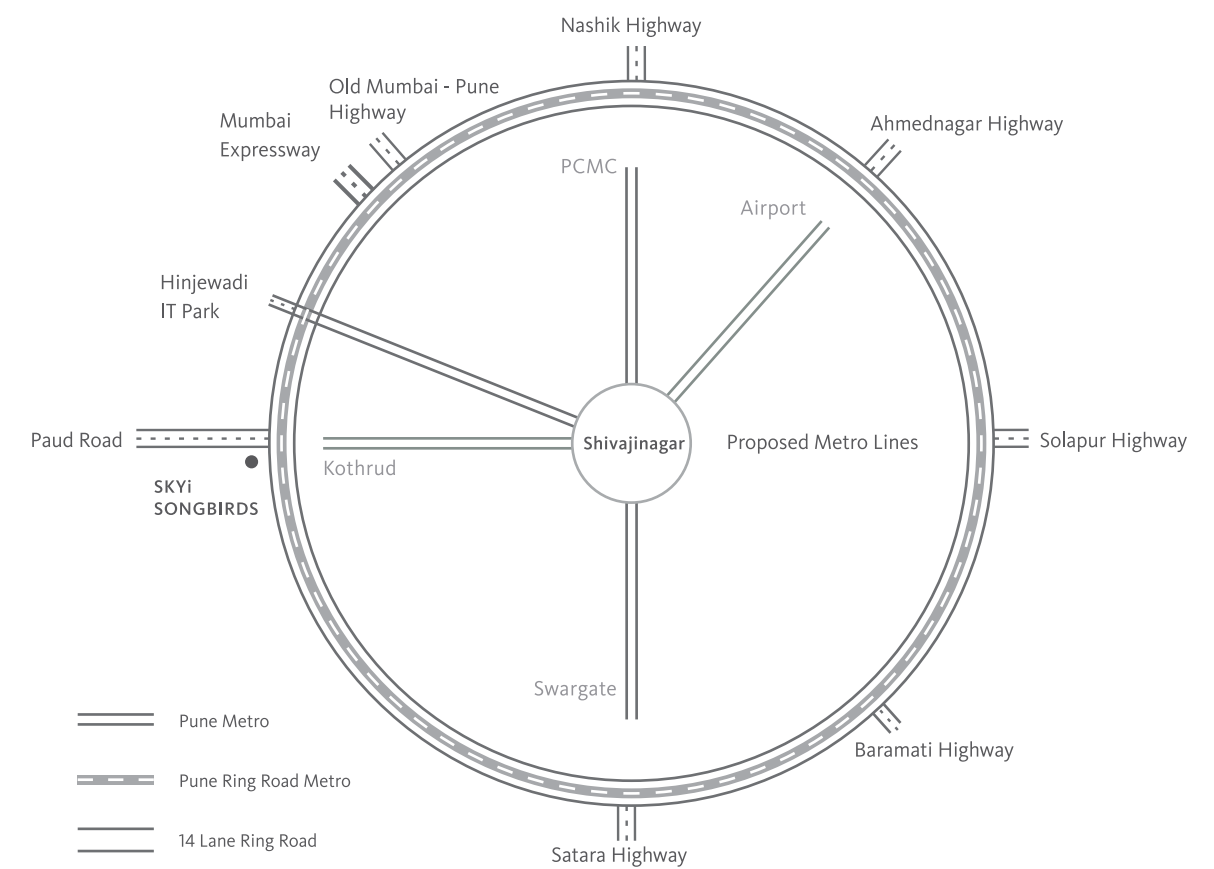 Nashik Highway
Old Mumbai - Pune
Highway
Mumbai
Expressway
Ahmednagar Highway
PCMC
Airport
Hinjewadi
IT Park
Paud Road
Shivajinagar
Proposed Metro Lines
Solapur Highway
Kothrud
SKYi
SONGBIRDS
Swargate
Pune Metro
Baramati Highway
Pune Ring Road Metro
14 Lane Ring Road
Satara Highway